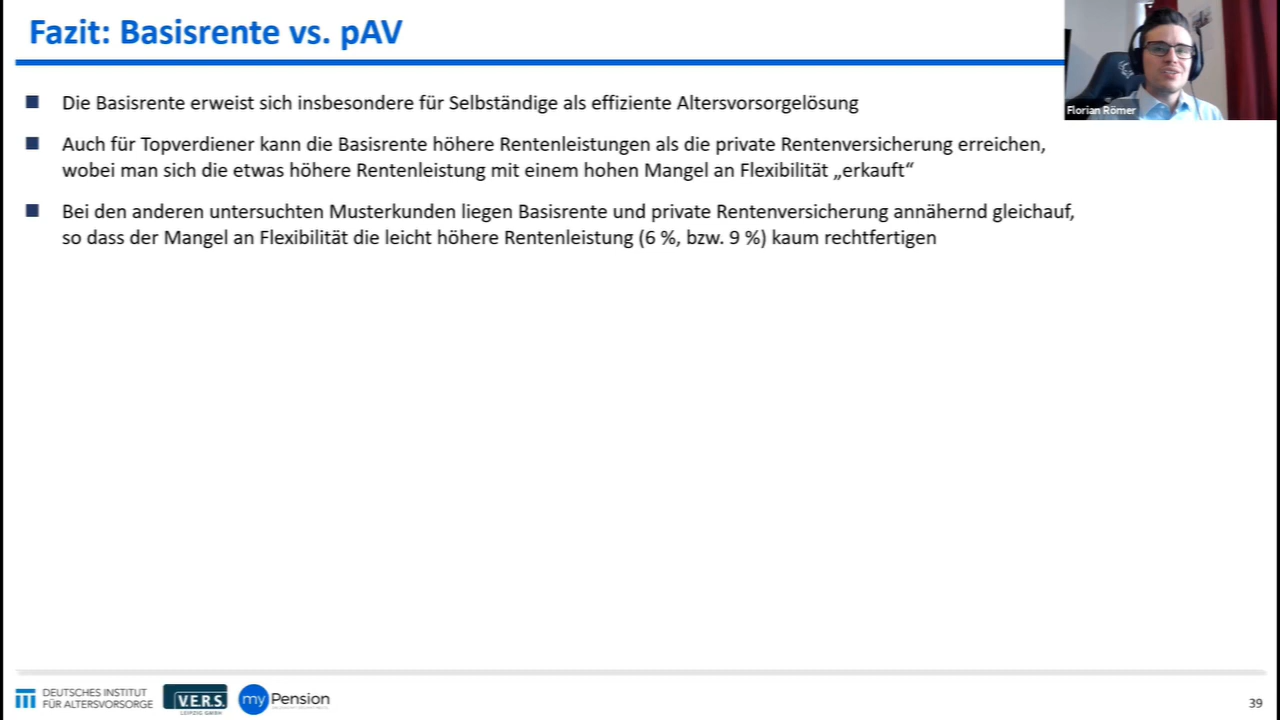 Fazit: Basisrente vs. pAV
Florian Römer
Die Basisrente erweist sich insbesondere für Selbständige als effiziente Altersvorsorgelösung
Auch für Topverdiener kann die Basisrente höhere Rentenleistungen als die private Rentenversicherung erreichen,
wobei man sich die etwas höhere Rentenleistung mit einem hohen Mangel an Flexibilität „erkauft“
Bei den anderen untersuchten Musterkunden liegen Basisrente und private Rentenversicherung annähernd gleichauf,
so dass der Mangel an Flexibilität die leicht höhere Rentenleistung (6 %, bzw. 9 %) kaum rechtfertigen
DEUTSCHES INSTITUT
FÜR ALTERSVORSORGE
V.E.R.S.
LEIPZIG GMBH
myPension
39